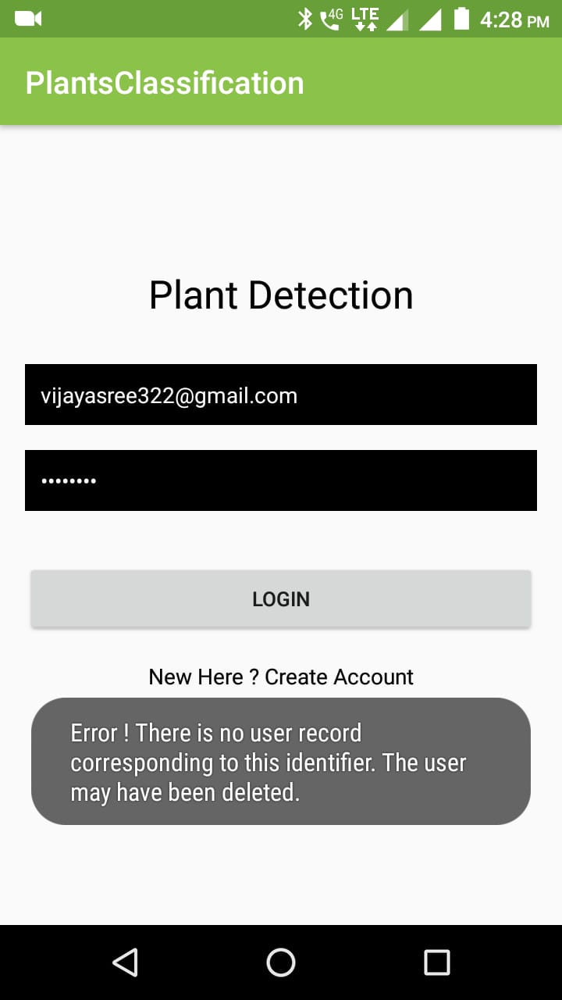 4G LTE 4:28 PM
PlantsClassification
Plant Detection
vijayasree322@gmail.com
••••••••
LOGIN
New Here ? Create Account
Error ! There is no user record
corresponding to this identifier. The user
may have been deleted.